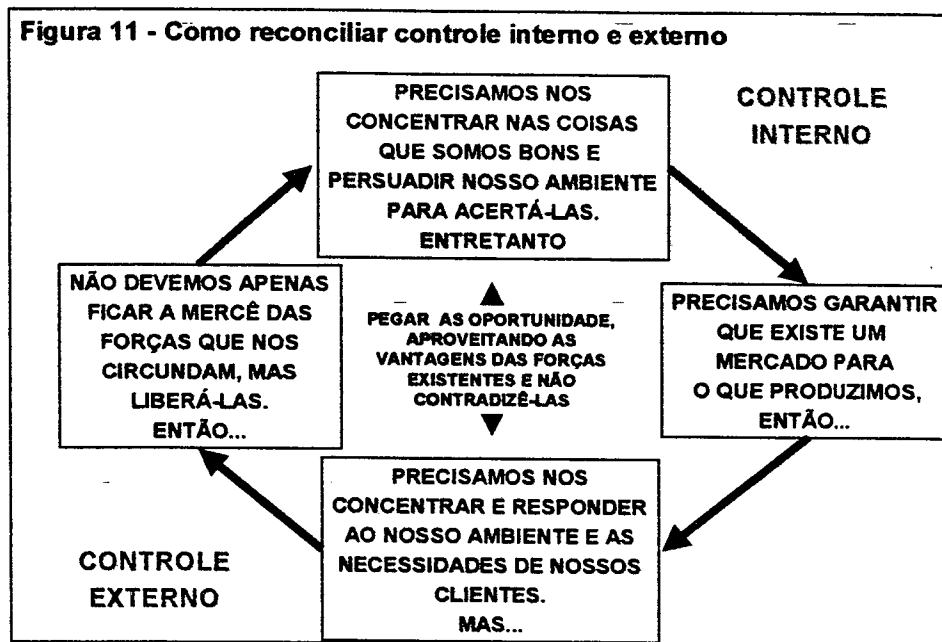 Figura 11 - Como reconciliar controle interno e externo
PRECISAMOS NOS
CONCENTRAR NAS COISAS
QUE SOMOS BONS E
PERSUADIR NOSSO AMBIENTE
PARA ACERTÁ-LAS.
ENTRETANTO
CONTROLE
INTERNO
NÃO DEVEMOS APENAS
FICAR A MERCÊ DAS
FORÇAS QUE NOS
CIRCUNDAM, MAS
LIBERÁ-LAS.
ENTÃO...
PEGAR AS OPORTUNIDADE,
APROVEITANDO AS
VANTAGENS DAS FORÇAS
EXISTENTES E NÃO
CONTRADIZÊ-LAS
PRECISAMOS GARANTIR
QUE EXISTE UM
MERCADO PARA
O QUE PRODUZIMOS,
ENTÃO...
PRECISAMOS NOS
CONCENTRAR E RESPONDER
AO NOSSO AMBIENTE E AS
NECESSIDADES DE NOSSOS
CLIENTES.
MAS...
CONTROLE
EXTERNO